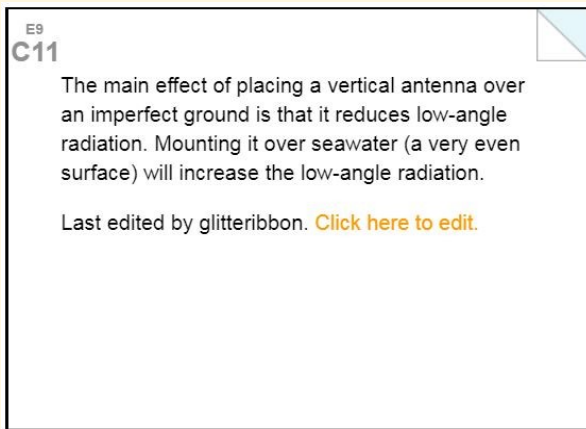 E9
C11
The main effect of placing a vertical antenna over
an imperfect ground is that it reduces low-angle
radiation. Mounting it over seawater (a very even
surface) will increase the low-angle radiation.
Last edited by glitteribbon. Click here to edit.